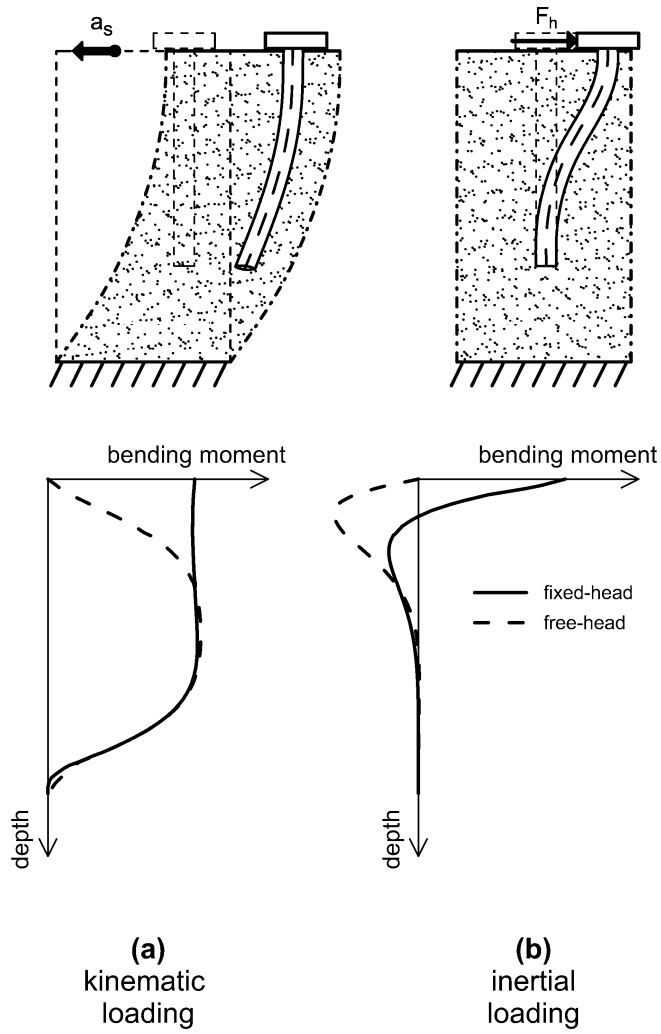 a_s
F_h
bending moment
bending moment
fixed-head
free-head
depth
depth
(a)
kinematic
loading
(b)
inertial
loading